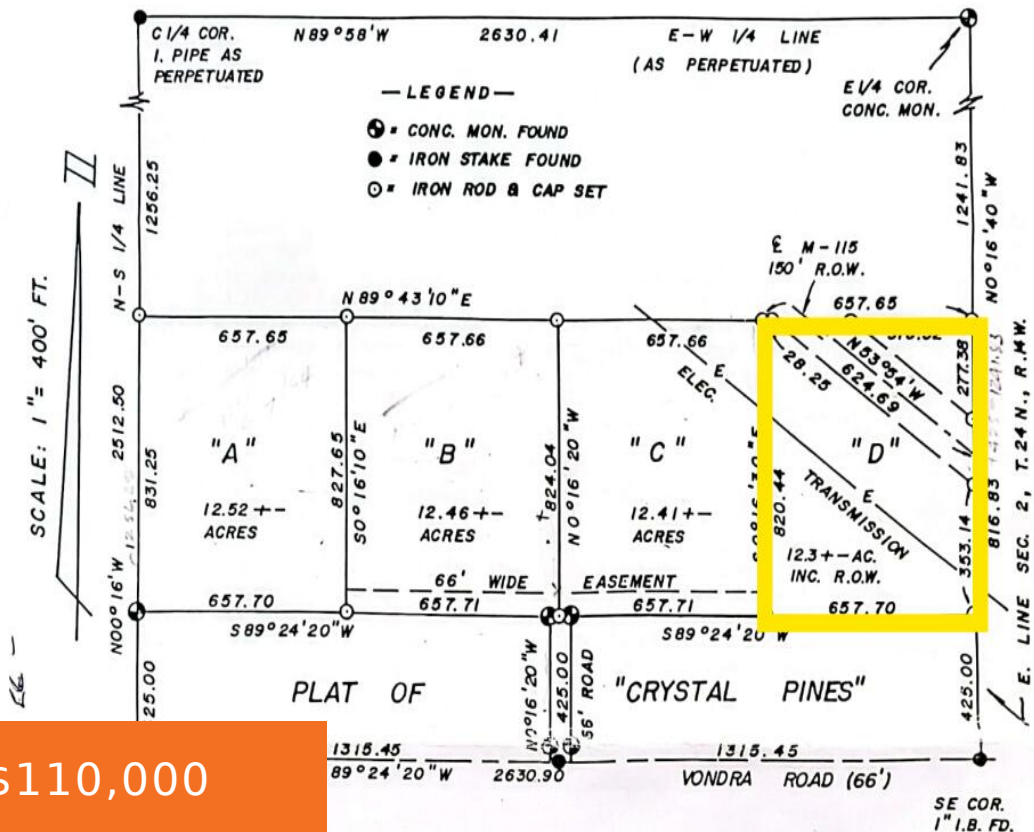 C 1/4 COR.
I. PIPE AS
PERPETUATED
N89°58'W 2630.41 E-W 1/4 LINE
(AS PERPETUATED)
E 1/4 COR.
CONC. MON.
—LEGEND—
= CONC. MON. FOUND
= IRON STAKE FOUND
= IRON ROD & CAP SET
N-S 1/4 LINE
1256.25
1241.83
N0°16'40"W
SCALE: 1"= 400' FT.
℄ M-115
150' R.O.W.
N 89°43'10"E
657.65
657.65
657.66
657.66
277.38
N53°54'W
624.69
28.25
E
ELEC.
2512.50
831.25
"A"
12.52 +-
ACRES
827.65
S0°16'10"E
"B"
12.46 +-
ACRES
824.04
N0°16'20"W
"C"
12.41 +-
ACRES
820.44
"D"
E
TRANSMISSION
12.3 +- AC.
INC. R.O.W.
353.14
816.83
E. LINE SEC. 2 T.24 N., R.14W.
66' WIDE EASEMENT
N00°16'W
657.70
657.71
657.71
657.70
S89°24'20"W
S89°24'20"W
25.00
N0°16'20"W
425.00
S6' ROAD
425.00
PLAT OF "CRYSTAL PINES"
$110,000
1315.45
1315.45
89°24'20"W 2630.90
VONDRA ROAD (66')
SE COR.
1" I.B. FD.